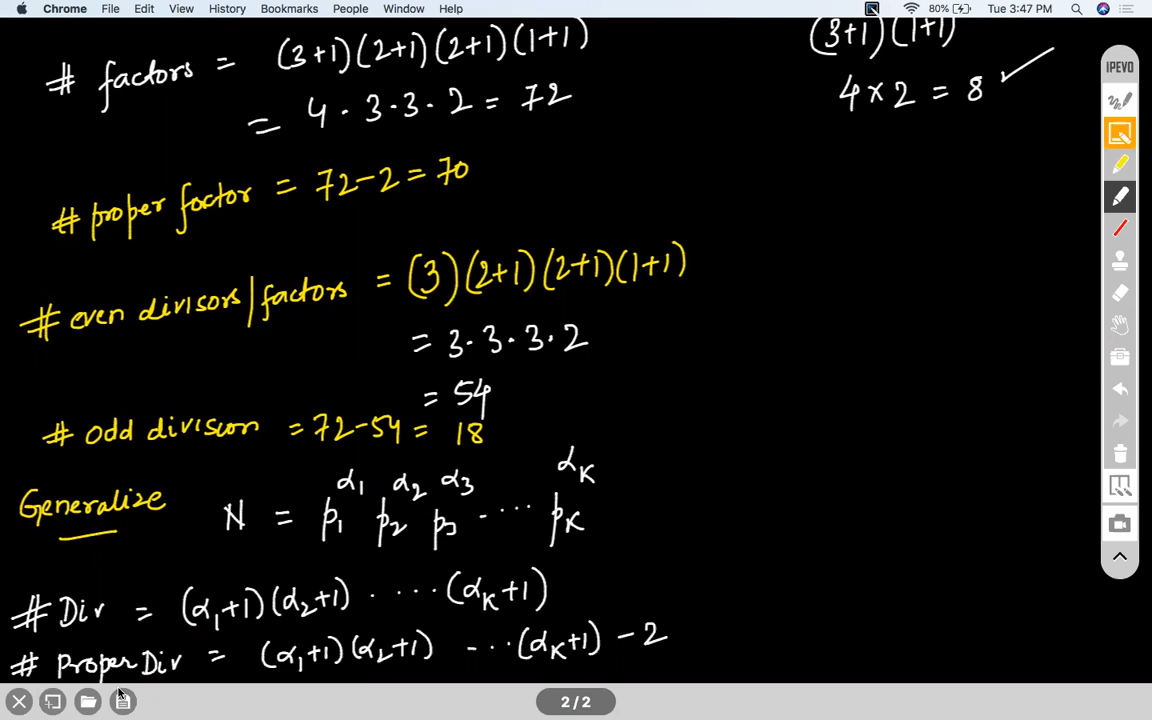 Chrome File Edit View History Bookmarks People Window Help 80% Tue 3:47 PM
# factors = (3+1)(2+1)(2+1)(1+1)
= 4 · 3 · 3 · 2 = 72
(3+1)(1+1)
4 × 2 = 8 ✓
# proper factor = 72-2 = 70
# even divisors/factors = (3)(2+1)(2+1)(1+1)
= 3 · 3 · 3 · 2
= 54
# odd division = 72-54 = 18
Generalize N = p₁^α₁ p₂^α₂ p₃^α₃ ----- pₖ^αₖ
# Div = (α₁+1)(α₂+1) ..... (αₖ+1)
# Proper Div = (α₁+1)(α₂+1) -... (αₖ+1) - 2
IPEVO
2 / 2